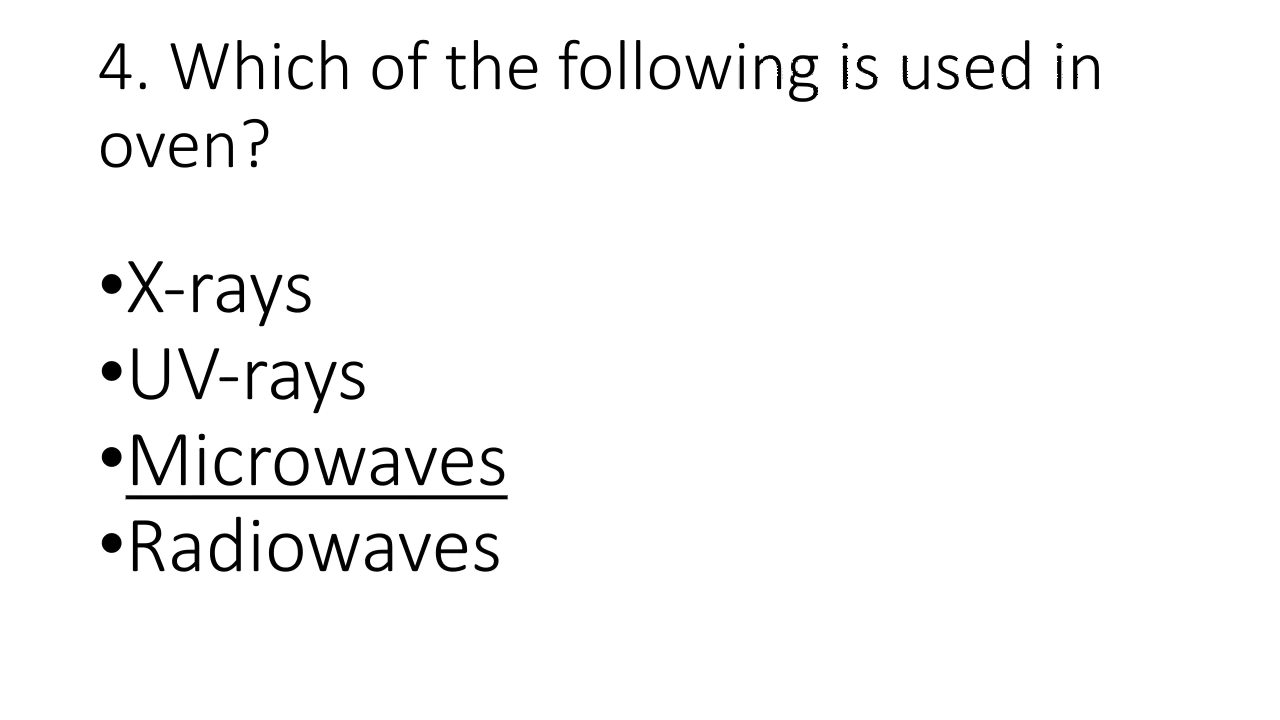 4. Which of the following is used in
oven?
•X-rays
•UV-rays
•Microwaves
•Radiowaves